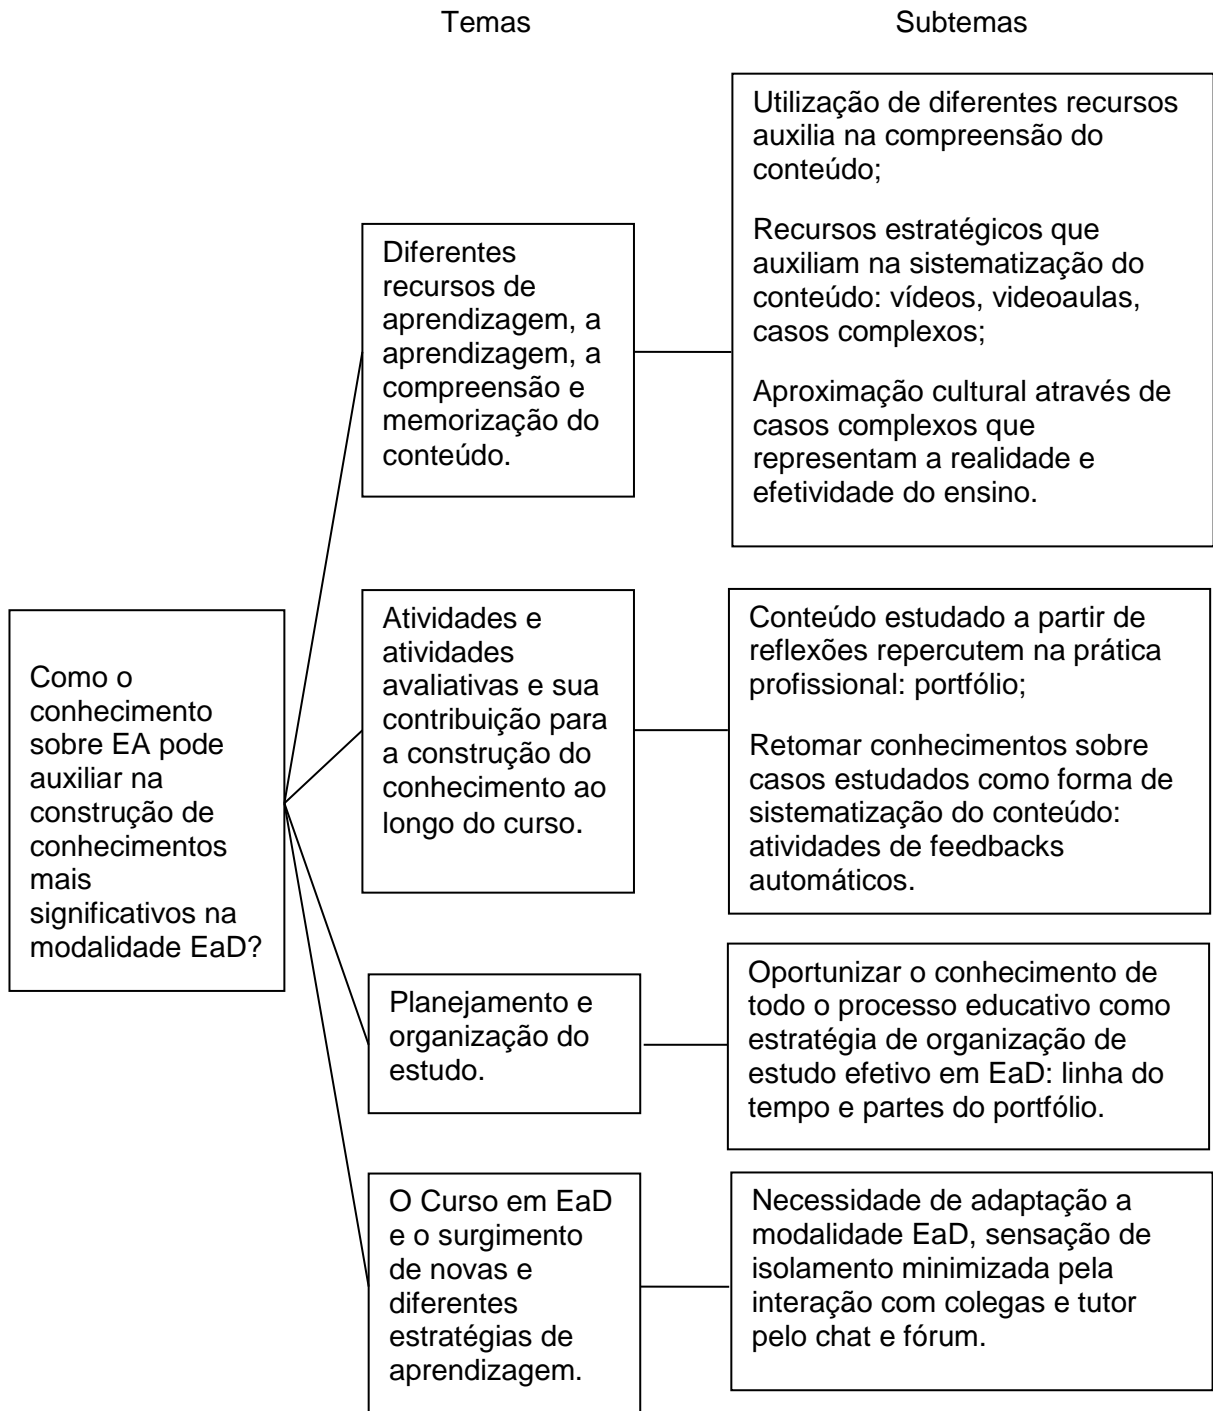 Temas
Subtemas
Como o
conhecimento
sobre EA pode
auxiliar na
construção de
conhecimentos
mais
significativos na
modalidade EaD?
Diferentes
recursos de
aprendizagem, a
aprendizagem, a
compreensão e
memorização do
conteúdo.
Utilização de diferentes recursos
auxilia na compreensão do
conteúdo;
Recursos estratégicos que
auxiliam na sistematização do
conteúdo: vídeos, videoaulas,
casos complexos;
Aproximação cultural através de
casos complexos que
representam a realidade e
efetividade do ensino.
Atividades e
atividades
avaliativas e sua
contribuição para
a construção do
conhecimento ao
longo do curso.
Conteúdo estudado a partir de
reflexões repercutem na prática
profissional: portfólio;
Retomar conhecimentos sobre
casos estudados como forma de
sistematização do conteúdo:
atividades de feedbacks
automáticos.
Planejamento e
organização do
estudo.
Oportunizar o conhecimento de
todo o processo educativo como
estratégia de organização de
estudo efetivo em EaD: linha do
tempo e partes do portfólio.
O Curso em EaD
e o surgimento
de novas e
diferentes
estratégias de
aprendizagem.
Necessidade de adaptação a
modalidade EaD, sensação de
isolamento minimizada pela
interação com colegas e tutor
pelo chat e fórum.